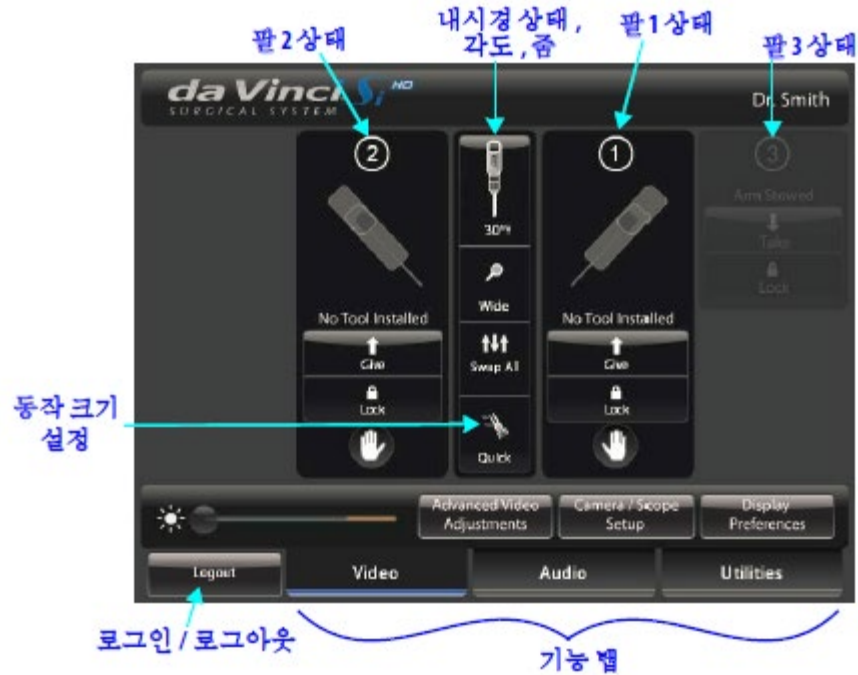 팔 2 상태
내시경 상태 ,
각도 , 줌
팔 1 상태
팔 3 상태
da Vinci Si HD
SURGICAL SYSTEM
Dr. Smith
2
1
3
Arm Stowed
Take
Lock
30°
Wide
Swap All
Quick
No Tool Installed
Give
Lock
No Tool Installed
Give
Lock
동작 크기
설정
Advanced Video
Adjustments
Camera / Scope
Setup
Display
Preferences
Logout
Video
Audio
Utilities
로그인 / 로그아웃
기능 탭